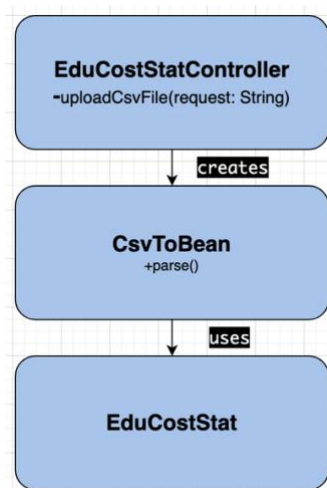 EduCostStatController
-uploadCsvFile(request: String)
creates
CsvToBean
+parse()
uses
EduCostStat